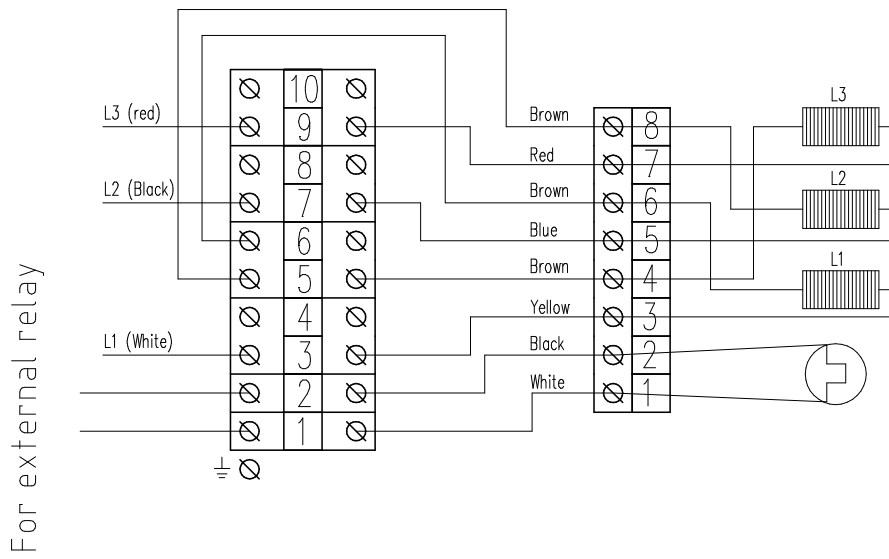 For external relay
L3 (red)
L2 (Black)
L1 (White)
10
9
8
7
6
5
4
3
2
1
Brown
Red
Brown
Blue
Brown
Yellow
Black
White
8
7
6
5
4
3
2
1
L3
L2
L1